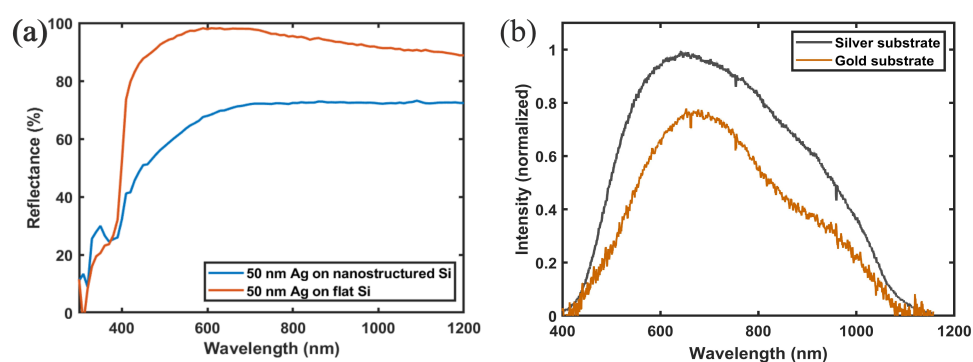 (a)
100
80
60
40
20
0
Reflectance (%)
50 nm Ag on nanostructured Si
50 nm Ag on flat Si
400 600 800 1000 1200
Wavelength (nm)
(b)
1
0.8
0.6
0.4
0.2
0
Intensity (normalized)
Silver substrate
Gold substrate
400 600 800 1000 1200
Wavelength (nm)